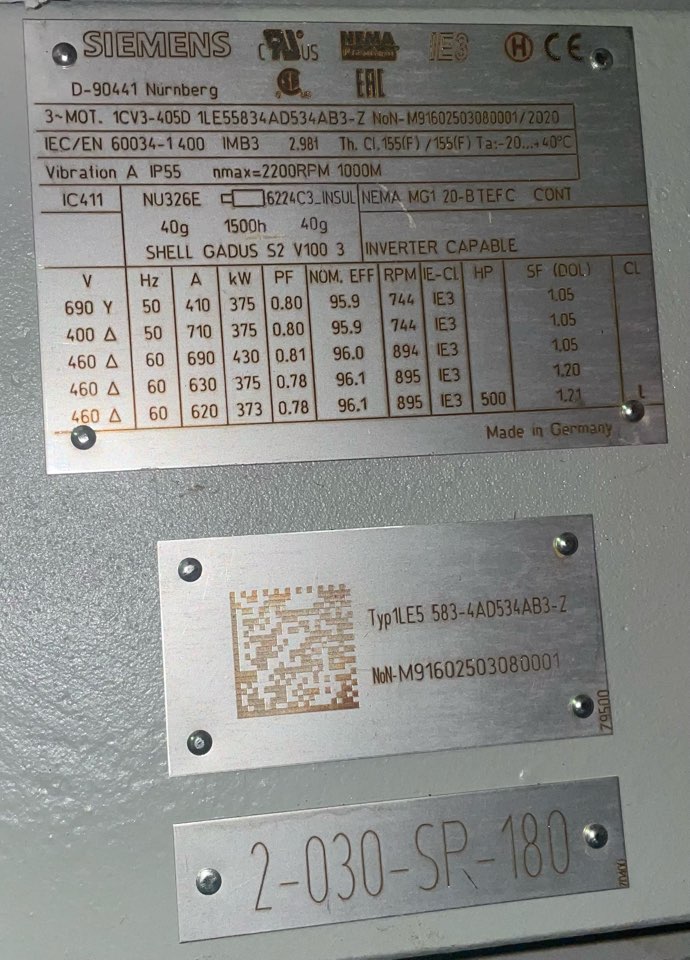 SIEMENS c UL US NEMA Premium IE3 H CE
D-90441 Nürnberg EAC
3~MOT. 1CV3-405D 1LE55834AD534AB3-Z NoN-M91602503080001/2020
IEC/EN 60034-1 400 IMB3 2,981 Th. Cl.155(F) /155(F) Ta:-20...+40°C
Vibration A IP55 nmax=2200RPM 1000M
IC411 NU326E 6224C3_INSUL NEMA MG1 20-B TEFC CONT
40g 1500h 40g
SHELL GADUS S2 V100 3 INVERTER CAPABLE
V Hz A kW PF NOM. EFF RPM IE-Cl. HP SF (DOL) CL
690 Y 50 410 375 0.80 95.9 744 IE3 1.05
400 Δ 50 710 375 0.80 95.9 744 IE3 1.05
460 Δ 60 690 430 0.81 96.0 894 IE3 1.05
460 Δ 60 630 375 0.78 96.1 895 IE3 1.20
460 Δ 60 620 373 0.78 96.1 895 IE3 500 1.21 L
Made in Germany
Typ1LE5 583-4AD534AB3-Z
NoN-M91602503080001
79500
2-030-SR-180